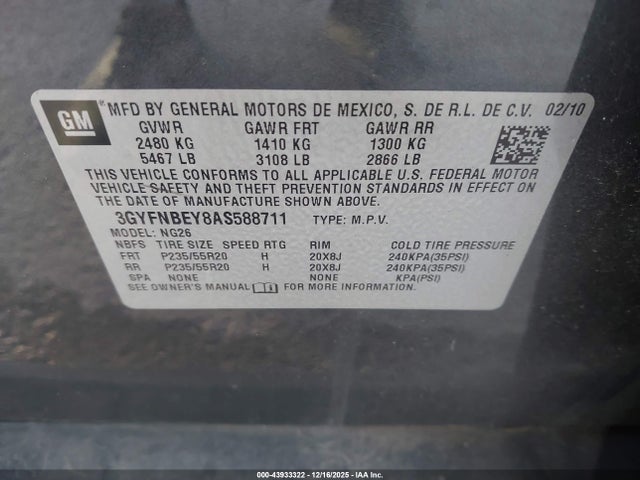 GM
MFD BY GENERAL MOTORS DE MEXICO, S. DE R.L. DE C.V. 02/10
GVWR GAWR FRT GAWR RR
2480 KG 1410 KG 1300 KG
5467 LB 3108 LB 2866 LB
THIS VEHICLE CONFORMS TO ALL APPLICABLE U.S. FEDERAL MOTOR
VEHICLE SAFETY AND THEFT PREVENTION STANDARDS IN EFFECT ON
THE DATE OF MANUFACTURE SHOWN ABOVE.
3GYFNBEY8AS588711 TYPE: M.P.V.
MODEL: NG26
NBFS TIRE SIZE SPEED RTG RIM COLD TIRE PRESSURE
FRT P235/55R20 H 20X8J 240KPA(35PSI)
RR P235/55R20 H 20X8J 240KPA(35PSI)
SPA NONE NONE KPA(PSI)
SEE OWNER'S MANUAL FOR MORE INFORMATION.
000-43933322 | 12/16/2025 - IAA Inc.